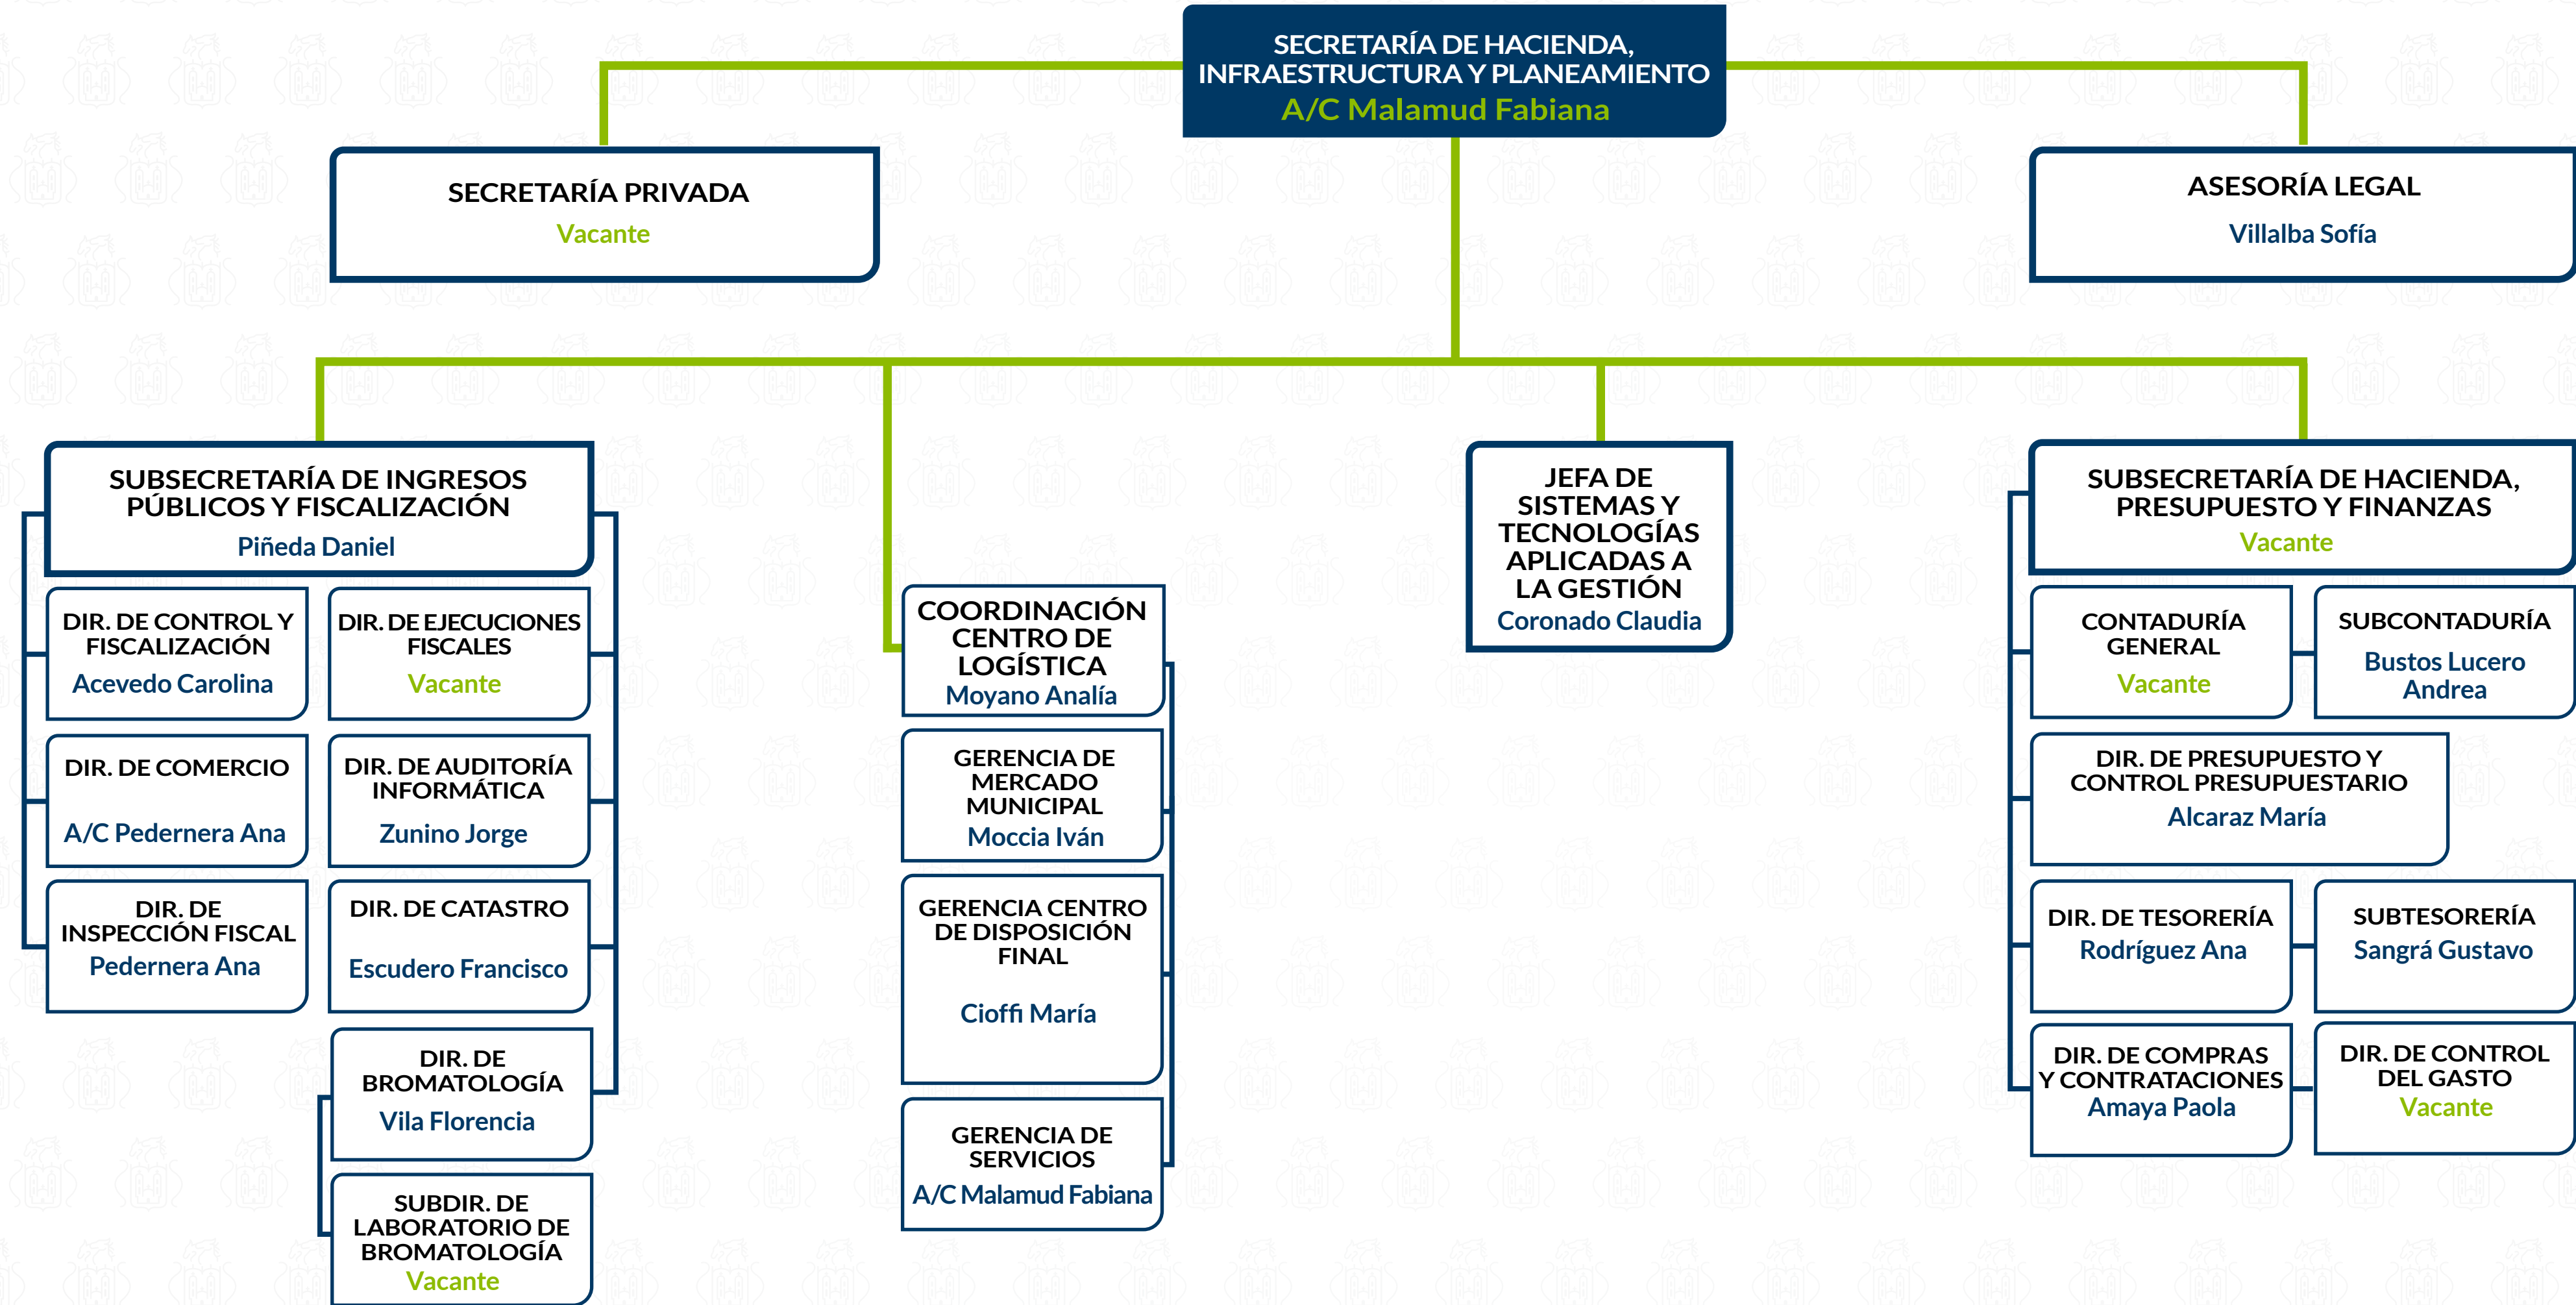 SECRETARÍA DE HACIENDA,
INFRAESTRUCTURA Y PLANEAMIENTO
A/C Malamud Fabiana
SECRETARÍA PRIVADA
Vacante
ASESORÍA LEGAL
Villalba Sofía
SUBSECRETARÍA DE INGRESOS
PÚBLICOS Y FISCALIZACIÓN
Piñeda Daniel
DIR. DE CONTROL Y
FISCALIZACIÓN
Acevedo Carolina
DIR. DE EJECUCIONES
FISCALES
Vacante
DIR. DE COMERCIO
A/C Pedernera Ana
DIR. DE AUDITORÍA
INFORMÁTICA
Zunino Jorge
DIR. DE
INSPECCIÓN FISCAL
Pedernera Ana
DIR. DE CATASTRO
Escudero Francisco
DIR. DE
BROMATOLOGÍA
Vila Florencia
SUBDIR. DE
LABORATORIO DE
BROMATOLOGÍA
Vacante
COORDINACIÓN
CENTRO DE
LOGÍSTICA
Moyano Analía
GERENCIA DE
MERCADO
MUNICIPAL
Moccia Iván
GERENCIA CENTRO
DE DISPOSICIÓN
FINAL
Cioffi María
GERENCIA DE
SERVICIOS
A/C Malamud Fabiana
JEFA DE
SISTEMAS Y
TECNOLOGÍAS
APLICADAS A
LA GESTIÓN
Coronado Claudia
SUBSECRETARÍA DE HACIENDA,
PRESUPUESTO Y FINANZAS
Vacante
CONTADURÍA
GENERAL
Vacante
SUBCONTADURÍA
Bustos Lucero
Andrea
DIR. DE PRESUPUESTO Y
CONTROL PRESUPUESTARIO
Alcaraz María
DIR. DE TESORERÍA
Rodríguez Ana
SUBTESORERÍA
Sangrá Gustavo
DIR. DE COMPRAS
Y CONTRATACIONES
Amaya Paola
DIR. DE CONTROL
DEL GASTO
Vacante